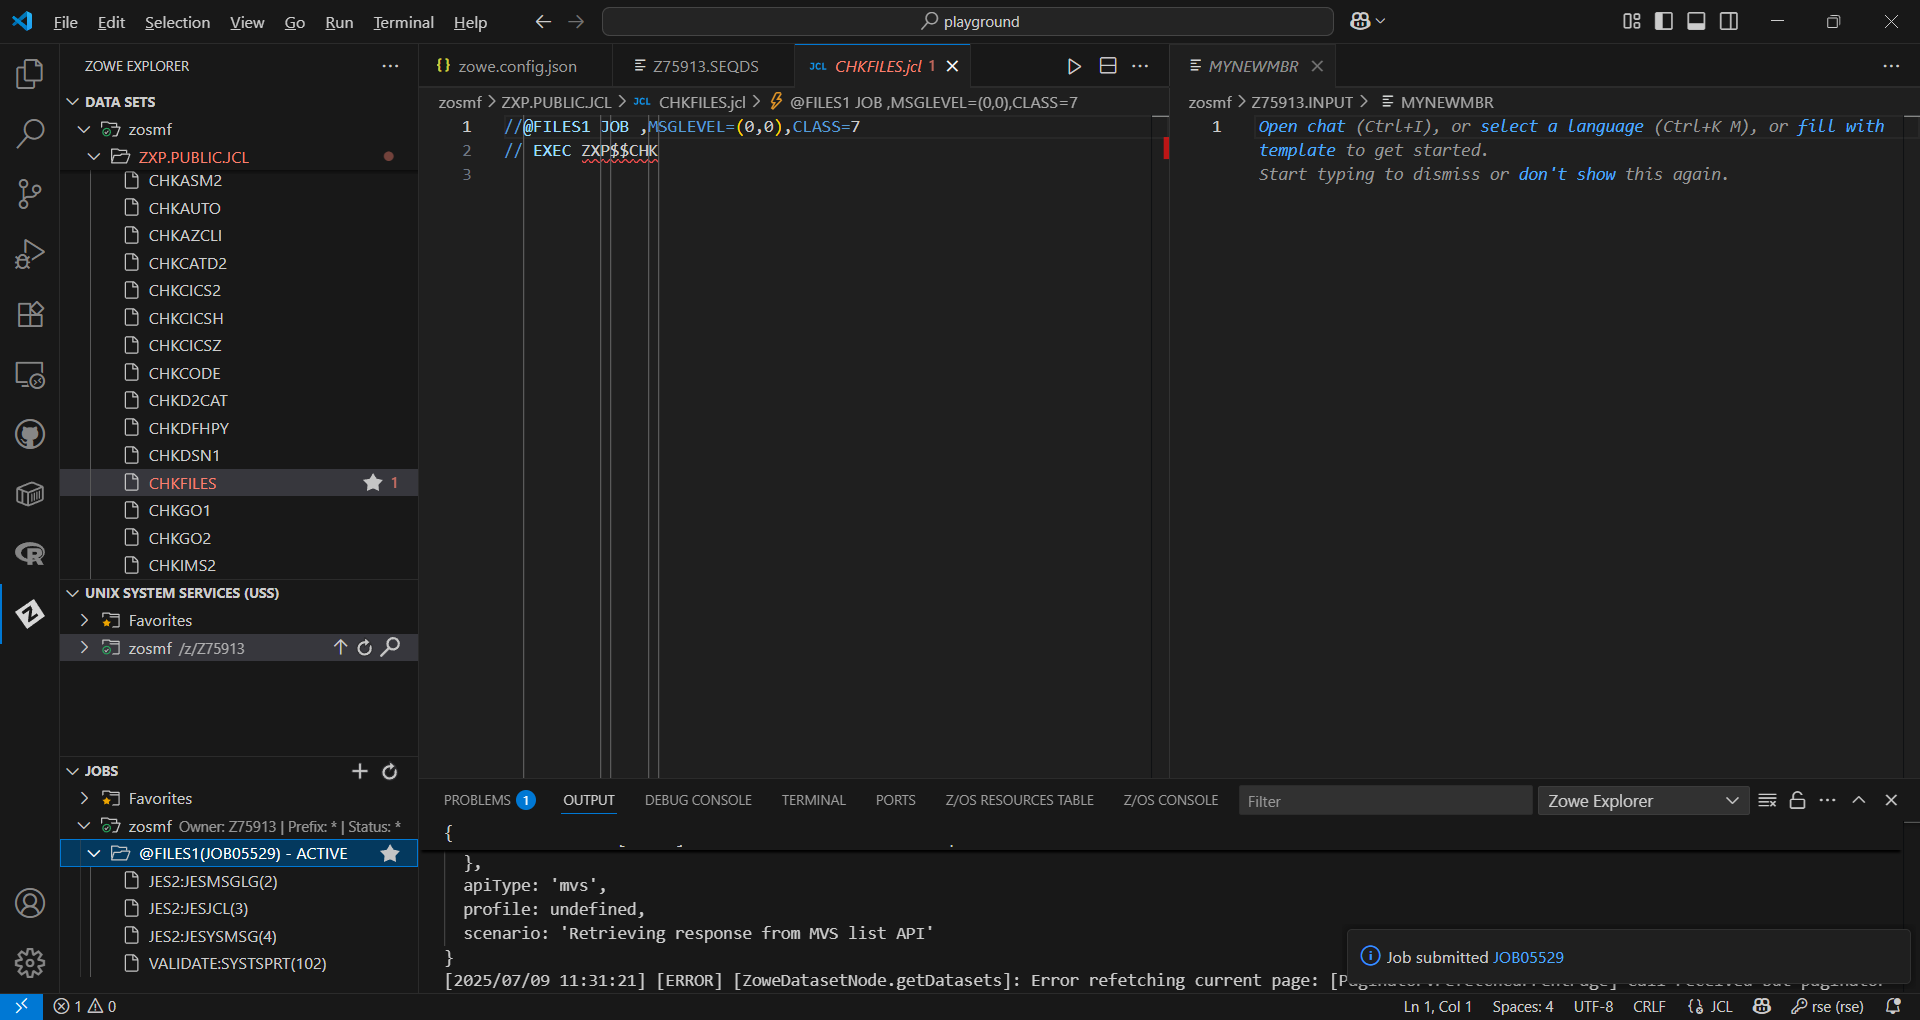 File Edit Selection View Go Run Terminal Help
playground
ZOWE EXPLORER
DATA SETS
zosmf
ZXP.PUBLIC.JCL
CHKASM2
CHKAUTO
CHKAZCLI
CHKCATD2
CHKCICS2
CHKCICSH
CHKCICSZ
CHKCODE
CHKD2CAT
CHKDFHPY
CHKDSN1
CHKFILES 1
CHKGO1
CHKGO2
CHKIMS2
UNIX SYSTEM SERVICES (USS)
Favorites
zosmf /z/Z75913
JOBS
Favorites
zosmf Owner: Z75913 | Prefix: * | Status: *
@FILES1(JOB05529) - ACTIVE
JES2:JESMSGLG(2)
JES2:JESJCL(3)
JES2:JESYSMSG(4)
VALIDATE:SYSTSPRT(102)
{} zowe.config.json
Z75913.SEQDS
JCL CHKFILES.jcl 1
zosmf > ZXP.PUBLIC.JCL > JCL CHKFILES.jcl > @FILES1 JOB ,MSGLEVEL=(0,0),CLASS=7
1 //@FILES1 JOB ,MSGLEVEL=(0,0),CLASS=7
2 // EXEC ZXP$$CHK
3
MYNEWMBR
zosmf > Z75913.INPUT > MYNEWMBR
1 Open chat (Ctrl+I), or select a language (Ctrl+K M), or fill with
template to get started.
Start typing to dismiss or don't show this again.
PROBLEMS 1 OUTPUT DEBUG CONSOLE TERMINAL PORTS Z/OS RESOURCES TABLE Z/OS CONSOLE
Filter
Zowe Explorer
{
},
apiType: 'mvs',
profile: undefined,
scenario: 'Retrieving response from MVS list API'
}
[2025/07/09 11:31:21] [ERROR] [ZoweDatasetNode.getDatasets]: Error refetching current page:
Job submitted JOB05529
1 0
Ln 1, Col 1 Spaces: 4 UTF-8 CRLF {} JCL rse (rse)